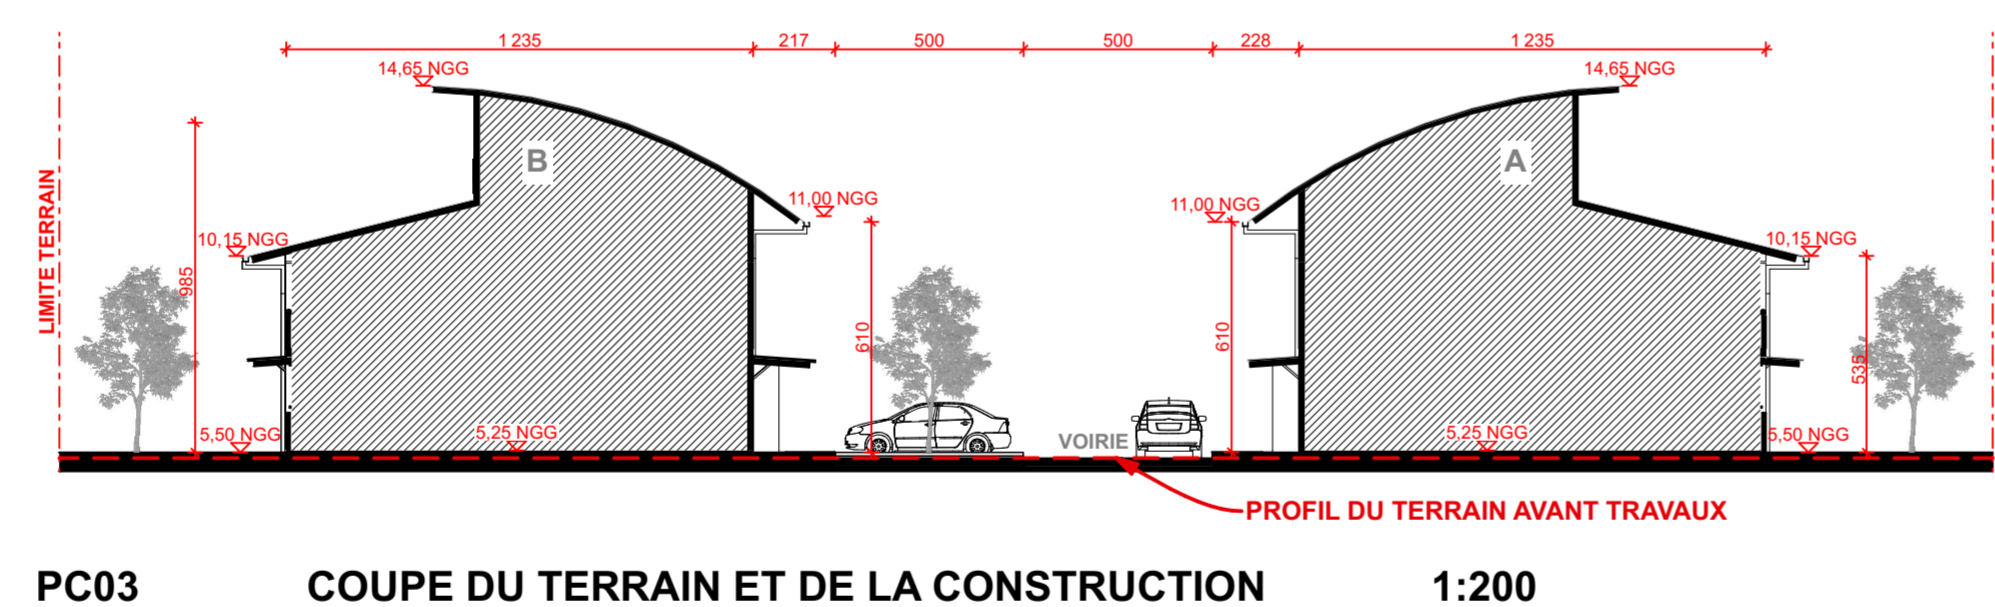 1 235 217 500 500 228 1 235
14,65 NGG 14,65 NGG
B A
11,00 NGG 11,00 NGG
10,15 NGG 10,15 NGG
LIMITE TERRAIN
985 610 610 535
5,50 NGG 5,25 NGG VOIRIE 5,25 NGG 5,50 NGG
PROFIL DU TERRAIN AVANT TRAVAUX
PC03 COUPE DU TERRAIN ET DE LA CONSTRUCTION 1:200